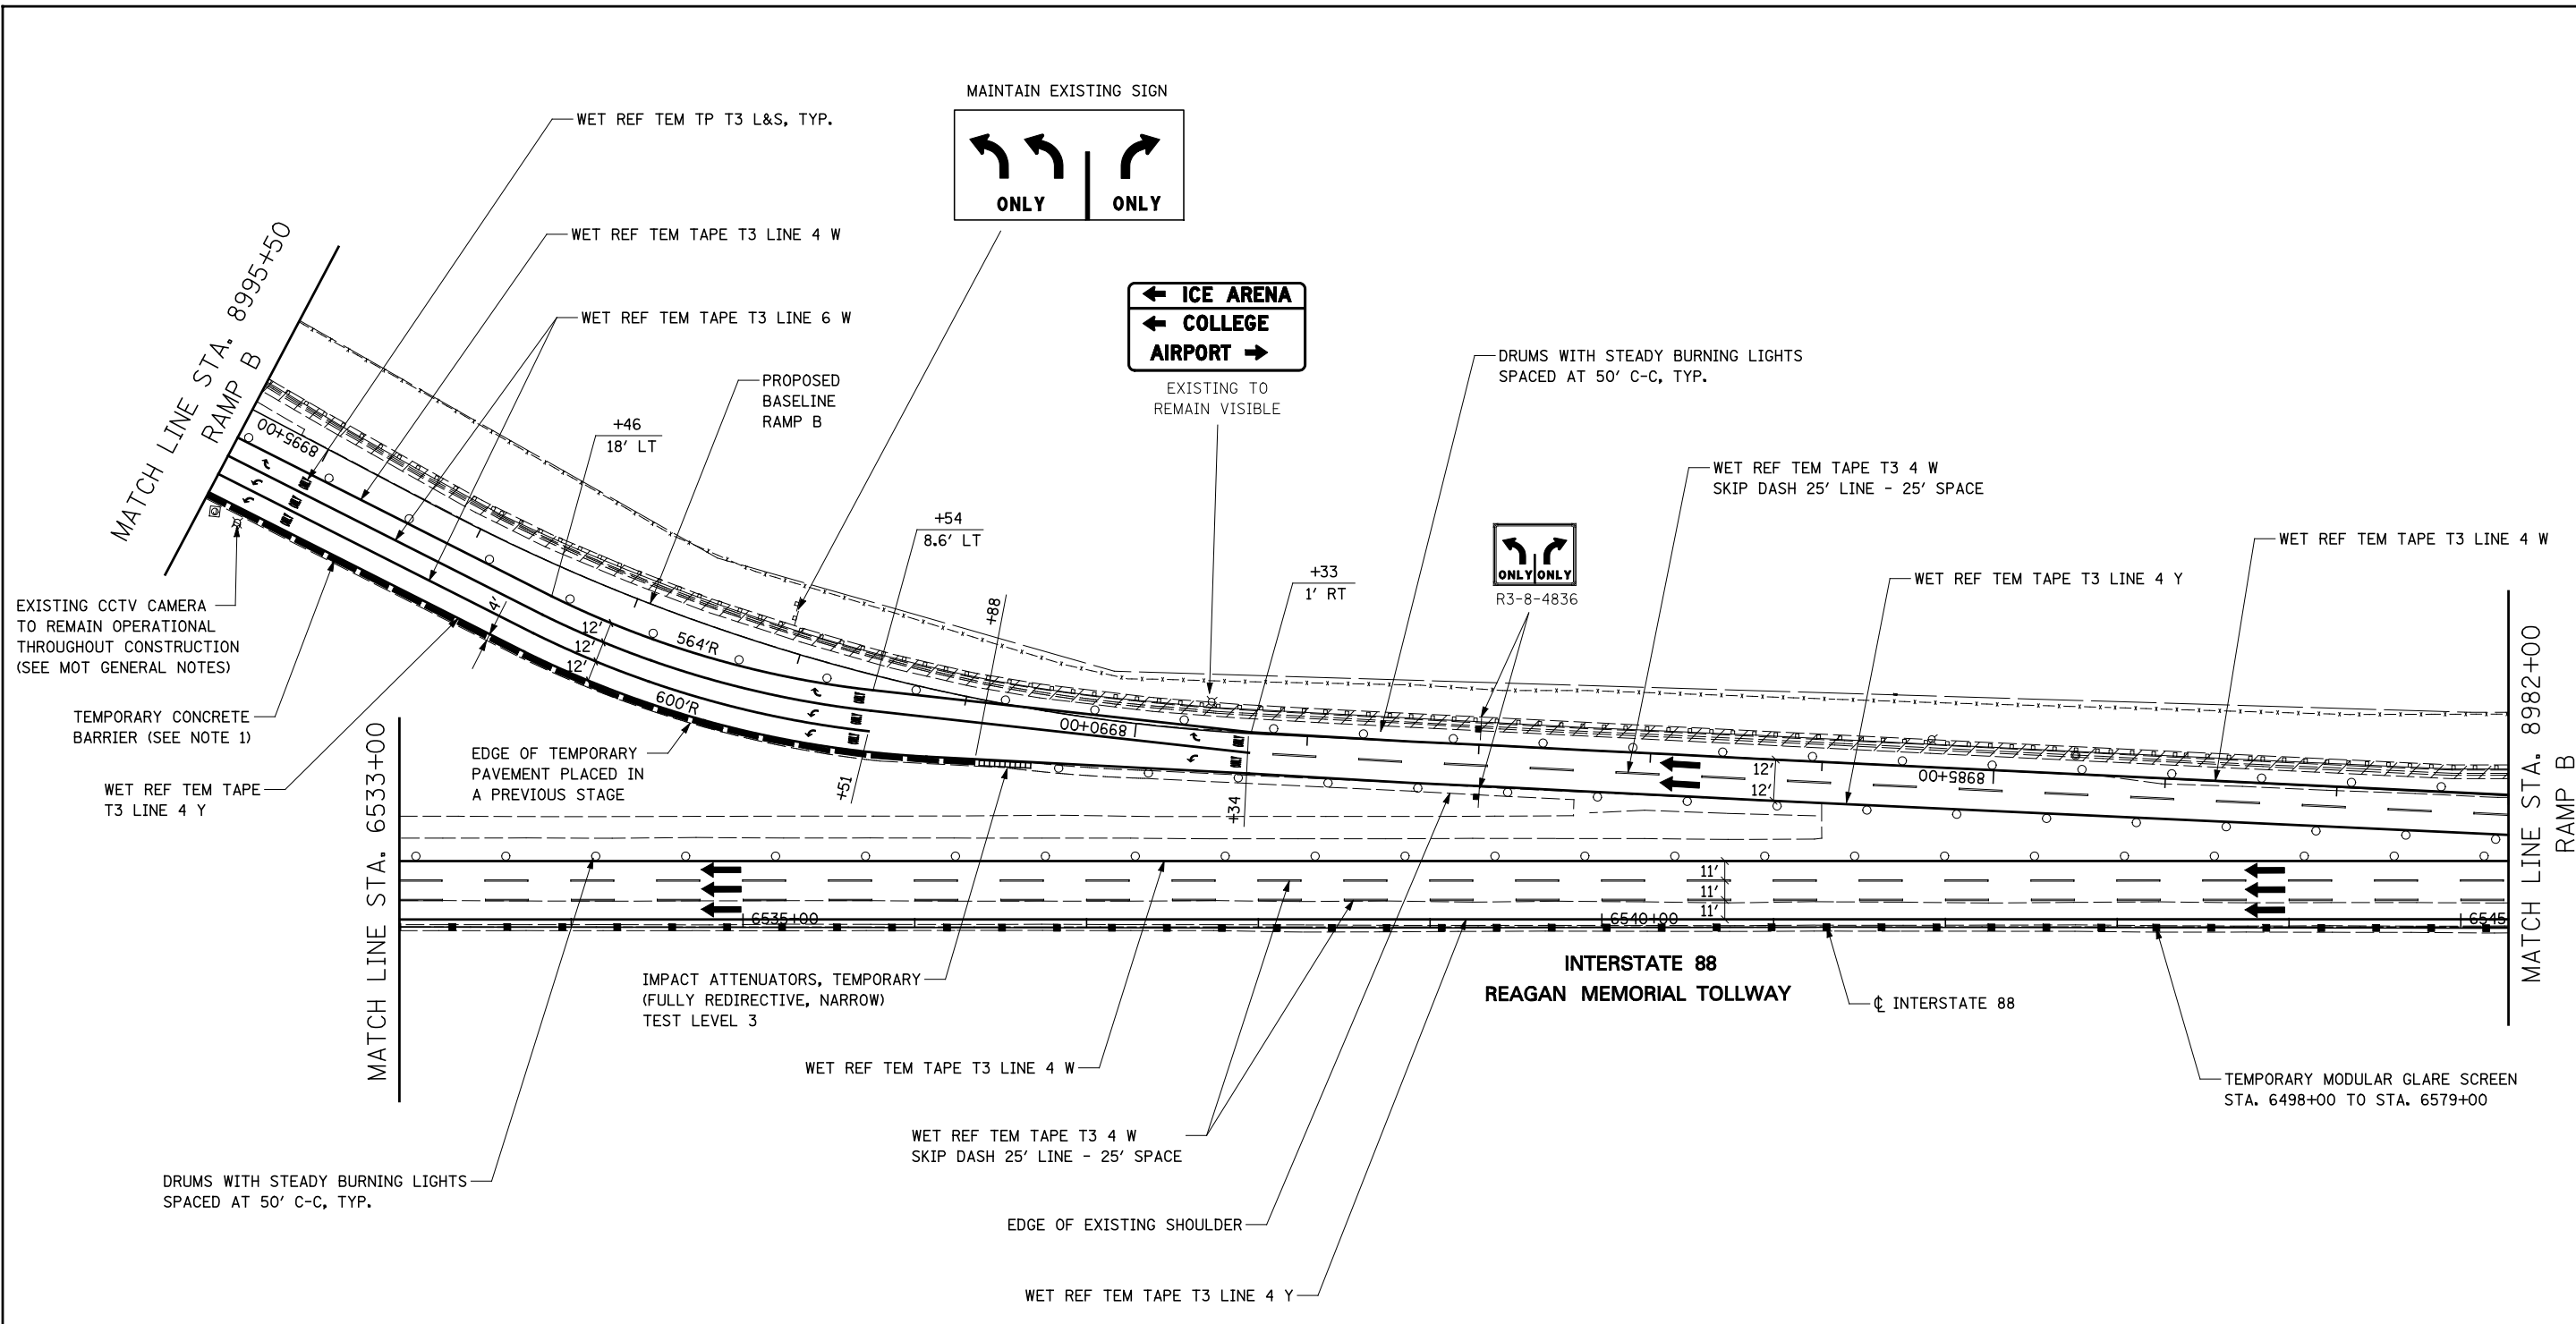 MAINTAIN EXISTING SIGN
ONLY
ONLY
WET REF TEM TP T3 L&S, TYP.
WET REF TEM TAPE T3 LINE 4 W
WET REF TEM TAPE T3 LINE 6 W
MATCH LINE STA. 8995+50
RAMP B
8995+00
PROPOSED
BASELINE
RAMP B
+46
18' LT
← ICE ARENA
← COLLEGE
AIRPORT →
EXISTING TO
REMAIN VISIBLE
DRUMS WITH STEADY BURNING LIGHTS
SPACED AT 50' C-C, TYP.
WET REF TEM TAPE T3 4 W
SKIP DASH 25' LINE - 25' SPACE
WET REF TEM TAPE T3 LINE 4 W
+54
8.6' LT
+33
1' RT
ONLY
ONLY
R3-8-4836
WET REF TEM TAPE T3 LINE 4 Y
EXISTING CCTV CAMERA
TO REMAIN OPERATIONAL
THROUGHOUT CONSTRUCTION
(SEE MOT GENERAL NOTES)
4'
12'
12'
12'
564'R
600'R
+88
8990+00
+51
+34
12'
12'
8985+00
MATCH LINE STA. 8982+00
RAMP B
TEMPORARY CONCRETE
BARRIER (SEE NOTE 1)
WET REF TEM TAPE
T3 LINE 4 Y
EDGE OF TEMPORARY
PAVEMENT PLACED IN
A PREVIOUS STAGE
MATCH LINE STA. 6533+00
11'
11'
11'
6535+00
6540+00
6545
INTERSTATE 88
REAGAN MEMORIAL TOLLWAY
℄ INTERSTATE 88
IMPACT ATTENUATORS, TEMPORARY
(FULLY REDIRECTIVE, NARROW)
TEST LEVEL 3
WET REF TEM TAPE T3 LINE 4 W
TEMPORARY MODULAR GLARE SCREEN
STA. 6498+00 TO STA. 6579+00
WET REF TEM TAPE T3 4 W
SKIP DASH 25' LINE - 25' SPACE
DRUMS WITH STEADY BURNING LIGHTS
SPACED AT 50' C-C, TYP.
EDGE OF EXISTING SHOULDER
WET REF TEM TAPE T3 LINE 4 Y